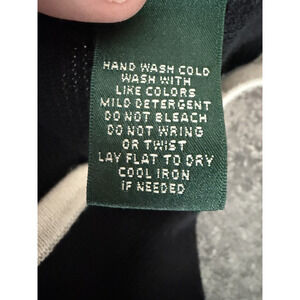 HAND WASH COLD
WASH WITH
LIKE COLORS
MILD DETERGENT
DO NOT BLEACH
DO NOT WRING
OR TWIST
LAY FLAT TO DRY
COOL IRON
IF NEEDED